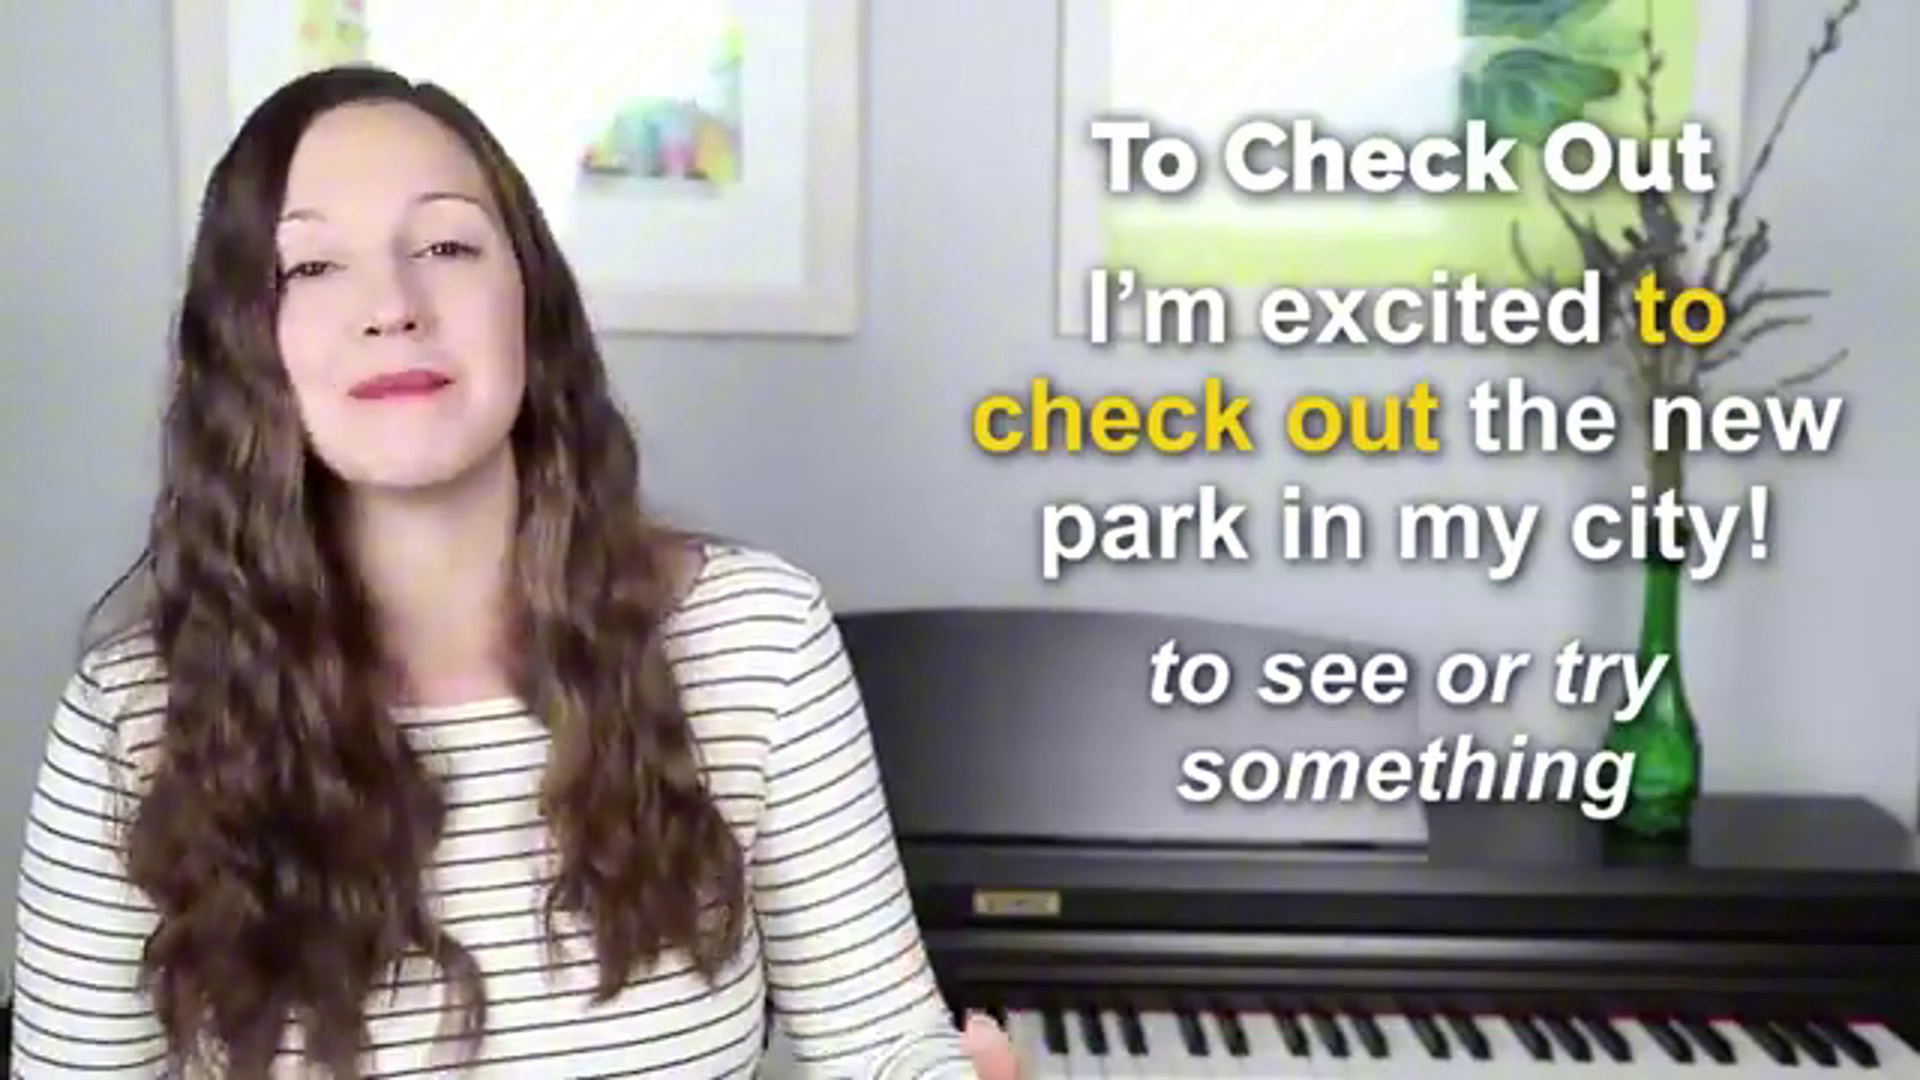 To Check Out
I'm excited to
check out the new
park in my city!
to see or try
something